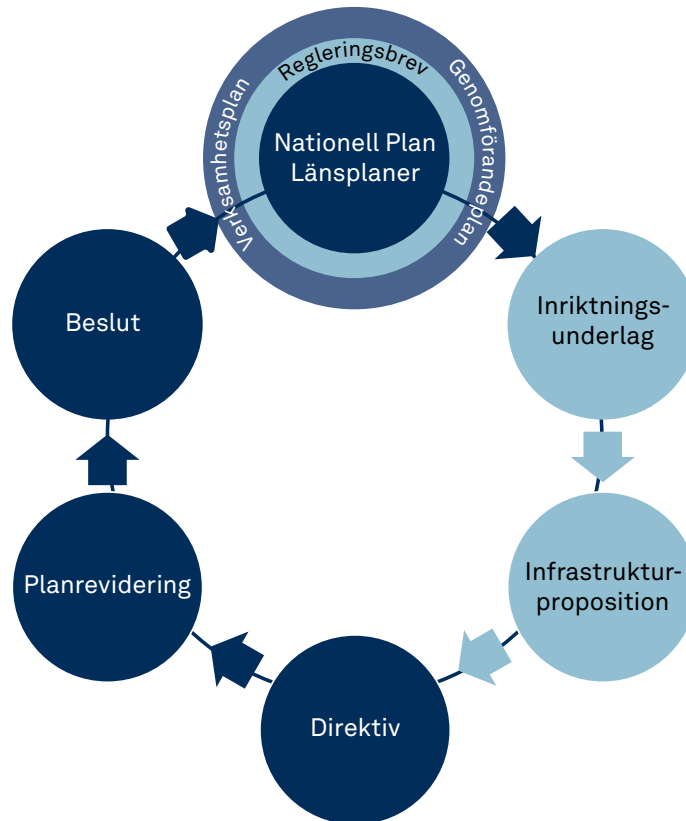 Regleringsbrev
Verksamhetsplan
Genomförandeplan
Nationell Plan
Länsplaner
Inriktnings-
underlag
Infrastruktur-
proposition
Direktiv
Planrevidering
Beslut